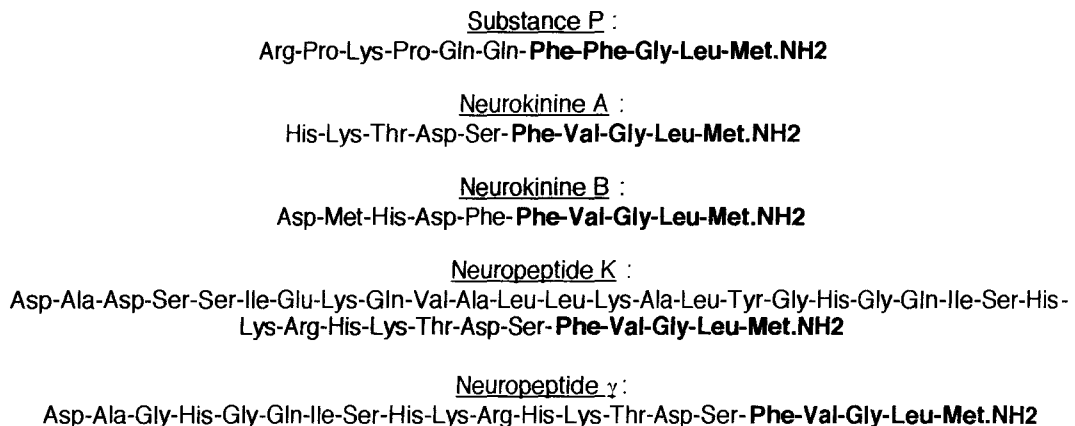 Substance P :
Arg-Pro-Lys-Pro-Gln-Gln-Phe-Phe-Gly-Leu-Met.NH2
Neurokinine A :
His-Lys-Thr-Asp-Ser-Phe-Val-Gly-Leu-Met.NH2
Neurokinine B :
Asp-Met-His-Asp-Phe-Phe-Val-Gly-Leu-Met.NH2
Neuropeptide K :
Asp-Ala-Asp-Ser-Ser-Ile-Glu-Lys-Gln-Val-Ala-Leu-Leu-Lys-Ala-Leu-Tyr-Gly-His-Gly-Gln-Ile-Ser-His-
Lys-Arg-His-Lys-Thr-Asp-Ser-Phe-Val-Gly-Leu-Met.NH2
Neuropeptide γ :
Asp-Ala-Gly-His-Gly-Gln-Ile-Ser-His-Lys-Arg-His-Lys-Thr-Asp-Ser-Phe-Val-Gly-Leu-Met.NH2